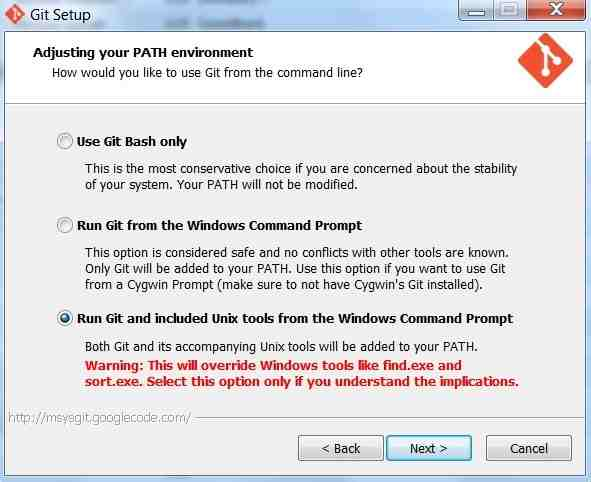 Git Setup
Adjusting your PATH environment
How would you like to use Git from the command line?
Use Git Bash only
This is the most conservative choice if you are concerned about the stability
of your system. Your PATH will not be modified.
Run Git from the Windows Command Prompt
This option is considered safe and no conflicts with other tools are known.
Only Git will be added to your PATH. Use this option if you want to use Git
from a Cygwin Prompt (make sure to not have Cygwin's Git installed).
Run Git and included Unix tools from the Windows Command Prompt
Both Git and its accompanying Unix tools will be added to your PATH.
Warning: This will override Windows tools like find.exe and
sort.exe. Select this option only if you understand the implications.
http://msysgit.googlecode.com/
< Back Next > Cancel